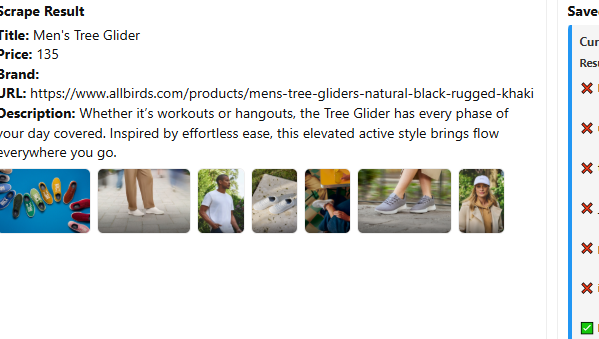 Scrape Result
Title: Men's Tree Glider
Price: 135
Brand:
URL: https://www.allbirds.com/products/mens-tree-gliders-natural-black-rugged-khaki
Description: Whether it’s workouts or hangouts, the Tree Glider has every phase of
your day covered. Inspired by effortless ease, this elevated active style brings flow
everywhere you go.
Save
Cur
Resu